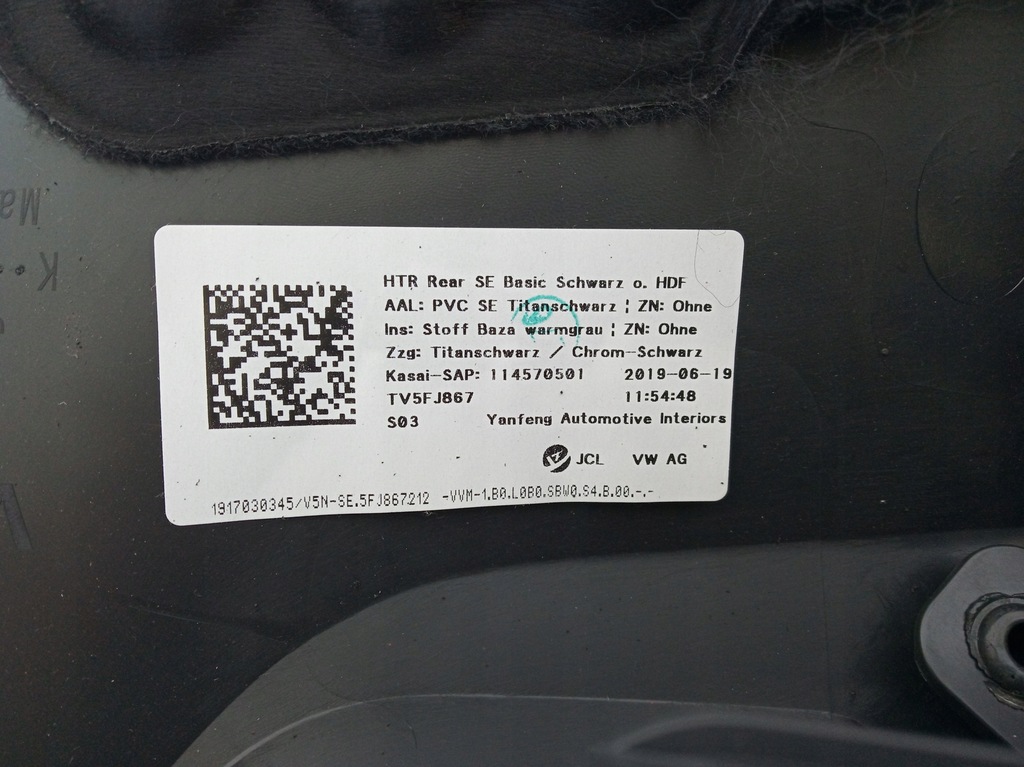 HTR Rear SE Basic Schwarz o. HDF
AAL: PVC SE Titanschwarz ¦ ZN: Ohne
Ins: Stoff Baza warmgrau ¦ ZN: Ohne
Zzg: Titanschwarz / Chrom-Schwarz
Kasai-SAP: 114570501 2019-06-19
TV5FJ867 11:54:48
S03 Yanfeng Automotive Interiors
JCL VW AG
1917030345/V5N-SE.5FJ867212 -VVM-1.B0.L0B0.SBW0.S4.B.00.-.-